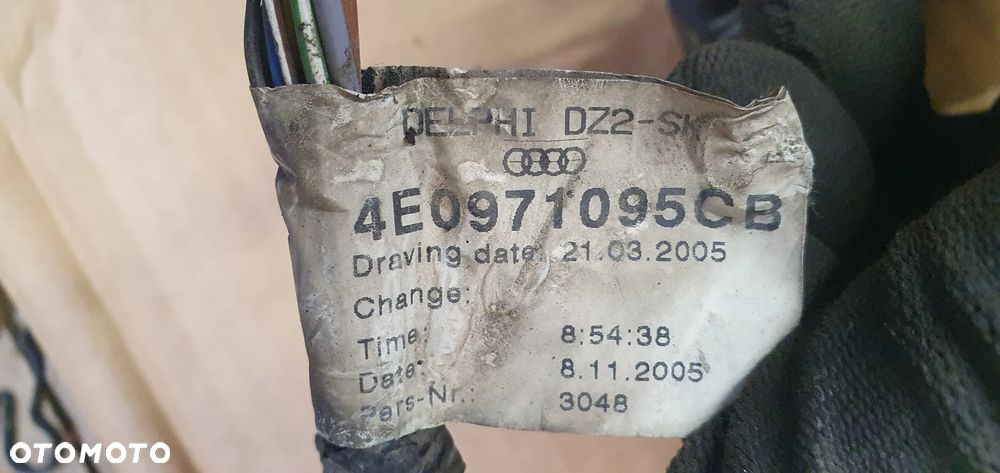 DELPHI DZ2-SK
4E0971095CB
Draving date: 21.03.2005
Change:
Time: 8:54:38
Date: 8.11.2005
Pers-Nr.: 3048
OTOMOTO